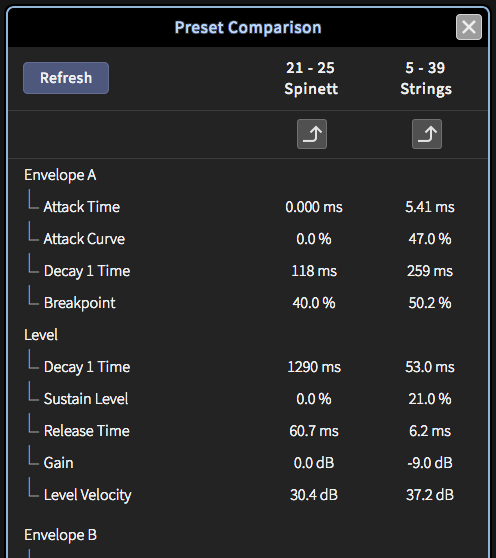 Preset Comparison
Refresh
21 - 25 5 - 39
Spinett Strings
Envelope A
Attack Time 0.000 ms 5.41 ms
Attack Curve 0.0 % 47.0 %
Decay 1 Time 118 ms 259 ms
Breakpoint 40.0 % 50.2 %
Level
Decay 1 Time 1290 ms 53.0 ms
Sustain Level 0.0 % 21.0 %
Release Time 60.7 ms 6.2 ms
Gain 0.0 dB -9.0 dB
Level Velocity 30.4 dB 37.2 dB
Envelope B